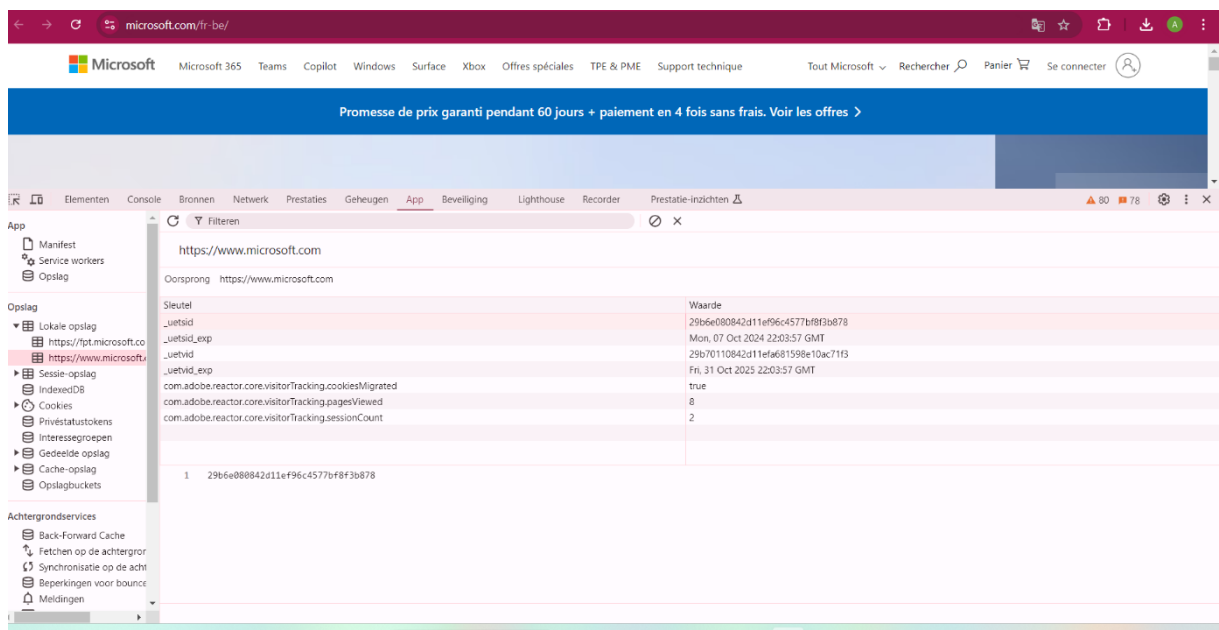 microsoft.com/fr-be/
A
Microsoft Microsoft 365 Teams Copilot Windows Surface Xbox Offres spéciales TPE & PME Support technique Tout Microsoft Rechercher Panier Se connecter
Promesse de prix garanti pendant 60 jours + paiement en 4 fois sans frais. Voir les offres
Elementen Console Bronnen Netwerk Prestaties Geheugen App Beveiliging Lighthouse Recorder Prestatie-inzichten 80 78
App
Manifest
Service workers
Opslag
Opslag
Lokale opslag
https://fpt.microsoft.co
https://www.microsoft.
Sessie-opslag
IndexedDB
Cookies
Privéstatustokens
Interessegroepen
Gedeelde opslag
Cache-opslag
Opslagbuckets
Achtergrondservices
Back-Forward Cache
Fetchen op de achtergror
Synchronisatie op de acht
Beperkingen voor bounce
Meldingen
Filteren
https://www.microsoft.com
Oorsprong https://www.microsoft.com
Sleutel Waarde
_uetsid 29b6e080842d11ef96c4577bf8f3b878
_uetsid_exp Mon, 07 Oct 2024 22:03:57 GMT
_uetvid 29b70110842d11efa681598e10ac71f3
_uetvid_exp Fri, 31 Oct 2025 22:03:57 GMT
com.adobe.reactor.core.visitorTracking.cookiesMigrated true
com.adobe.reactor.core.visitorTracking.pagesViewed 8
com.adobe.reactor.core.visitorTracking.sessionCount 2
1 29b6e080842d11ef96c4577bf8f3b878